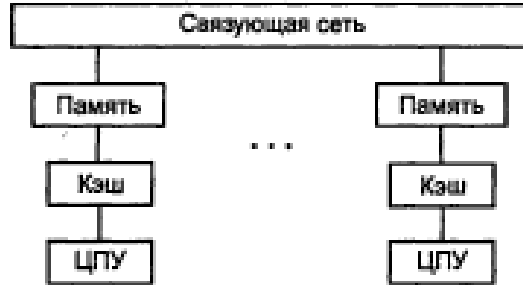 Связующая сеть
Память Память
. . .
Кэш Кэш
ЦПУ ЦПУ